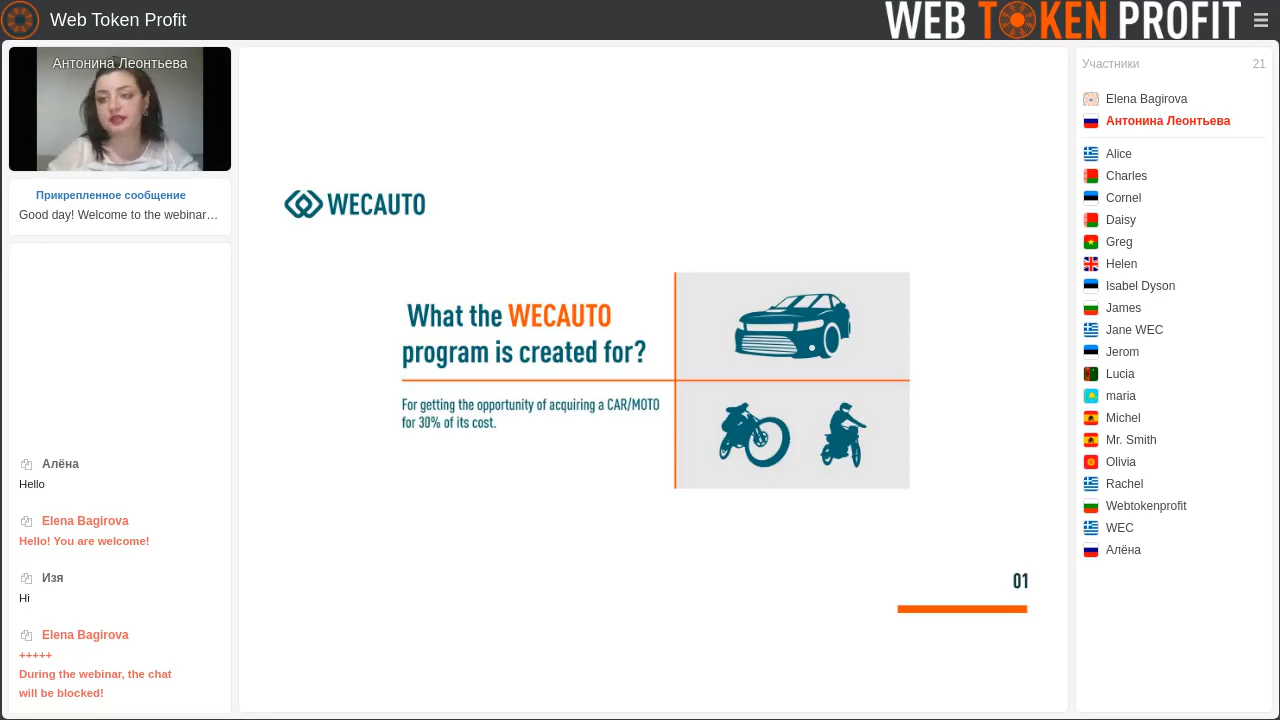 Web Token Profit
WEB TOKEN PROFIT
Антонина Леонтьева
Прикрепленное сообщение
Good day! Welcome to the webinar…
Алёна
Hello
Elena Bagirova
Hello! You are welcome!
Изя
Hi
Elena Bagirova
+++++
During the webinar, the chat
will be blocked!
WECAUTO
What the WECAUTO
program is created for?
For getting the opportunity of acquiring a CAR/MOTO
for 30% of its cost.
01
Участники 21
Elena Bagirova
Антонина Леонтьева
Alice
Charles
Cornel
Daisy
Greg
Helen
Isabel Dyson
James
Jane WEC
Jerom
Lucia
maria
Michel
Mr. Smith
Olivia
Rachel
Webtokenprofit
WEC
Алёна